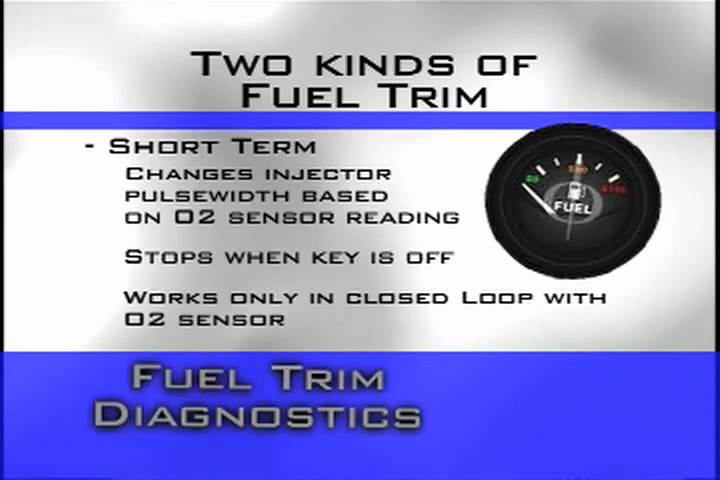 Two kinds of
Fuel Trim
- Short Term
Changes injector
pulsewidth based
on O2 sensor reading
Stops when key is off
Works only in closed Loop with
O2 sensor
FUEL
Fuel Trim
Diagnostics